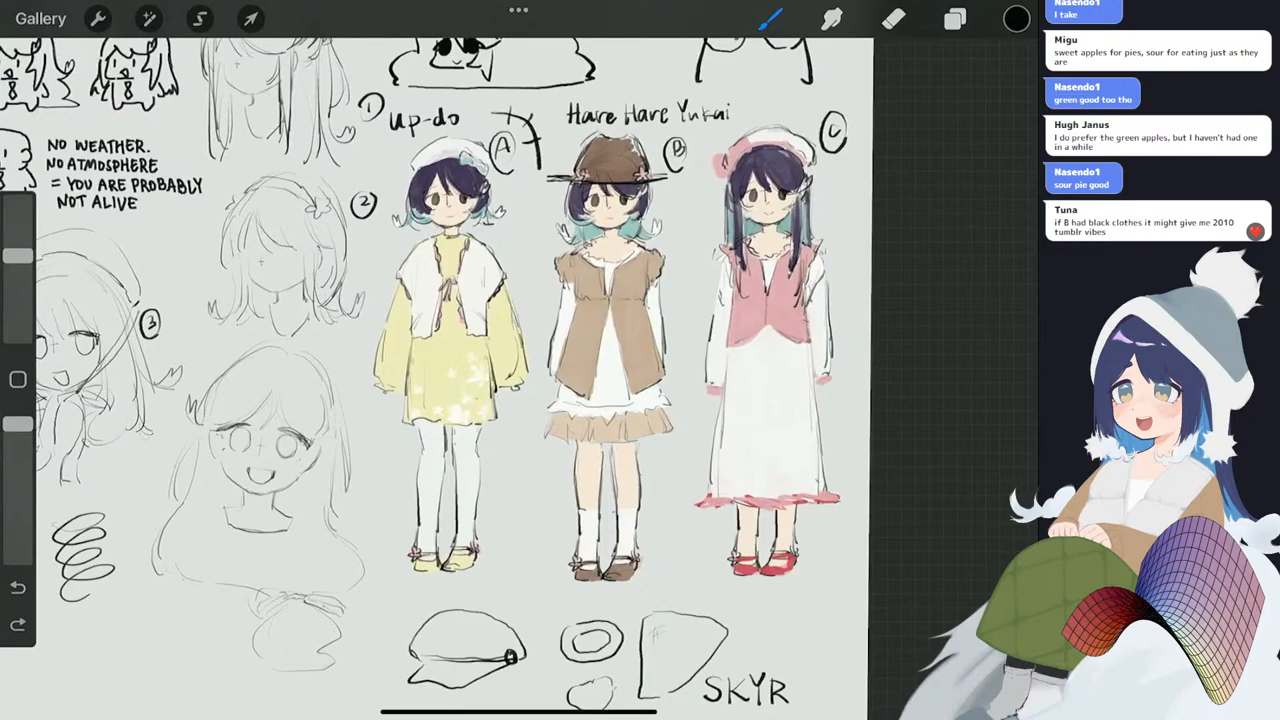 Gallery
NO WEATHER.
NO ATMOSPHERE
= YOU ARE PROBABLY
NOT ALIVE
1
up-do
A
Hare Hare Yukai
B
C
2
3
SKYR
Nasendo1
I take
Migu
sweet apples for pies, sour for eating just as they
are
Nasendo1
green good too tho
Hugh Janus
I do prefer the green apples, but I haven't had one
in a while
Nasendo1
sour pie good
Tuna
if B had black clothes it might give me 2010
tumblr vibes